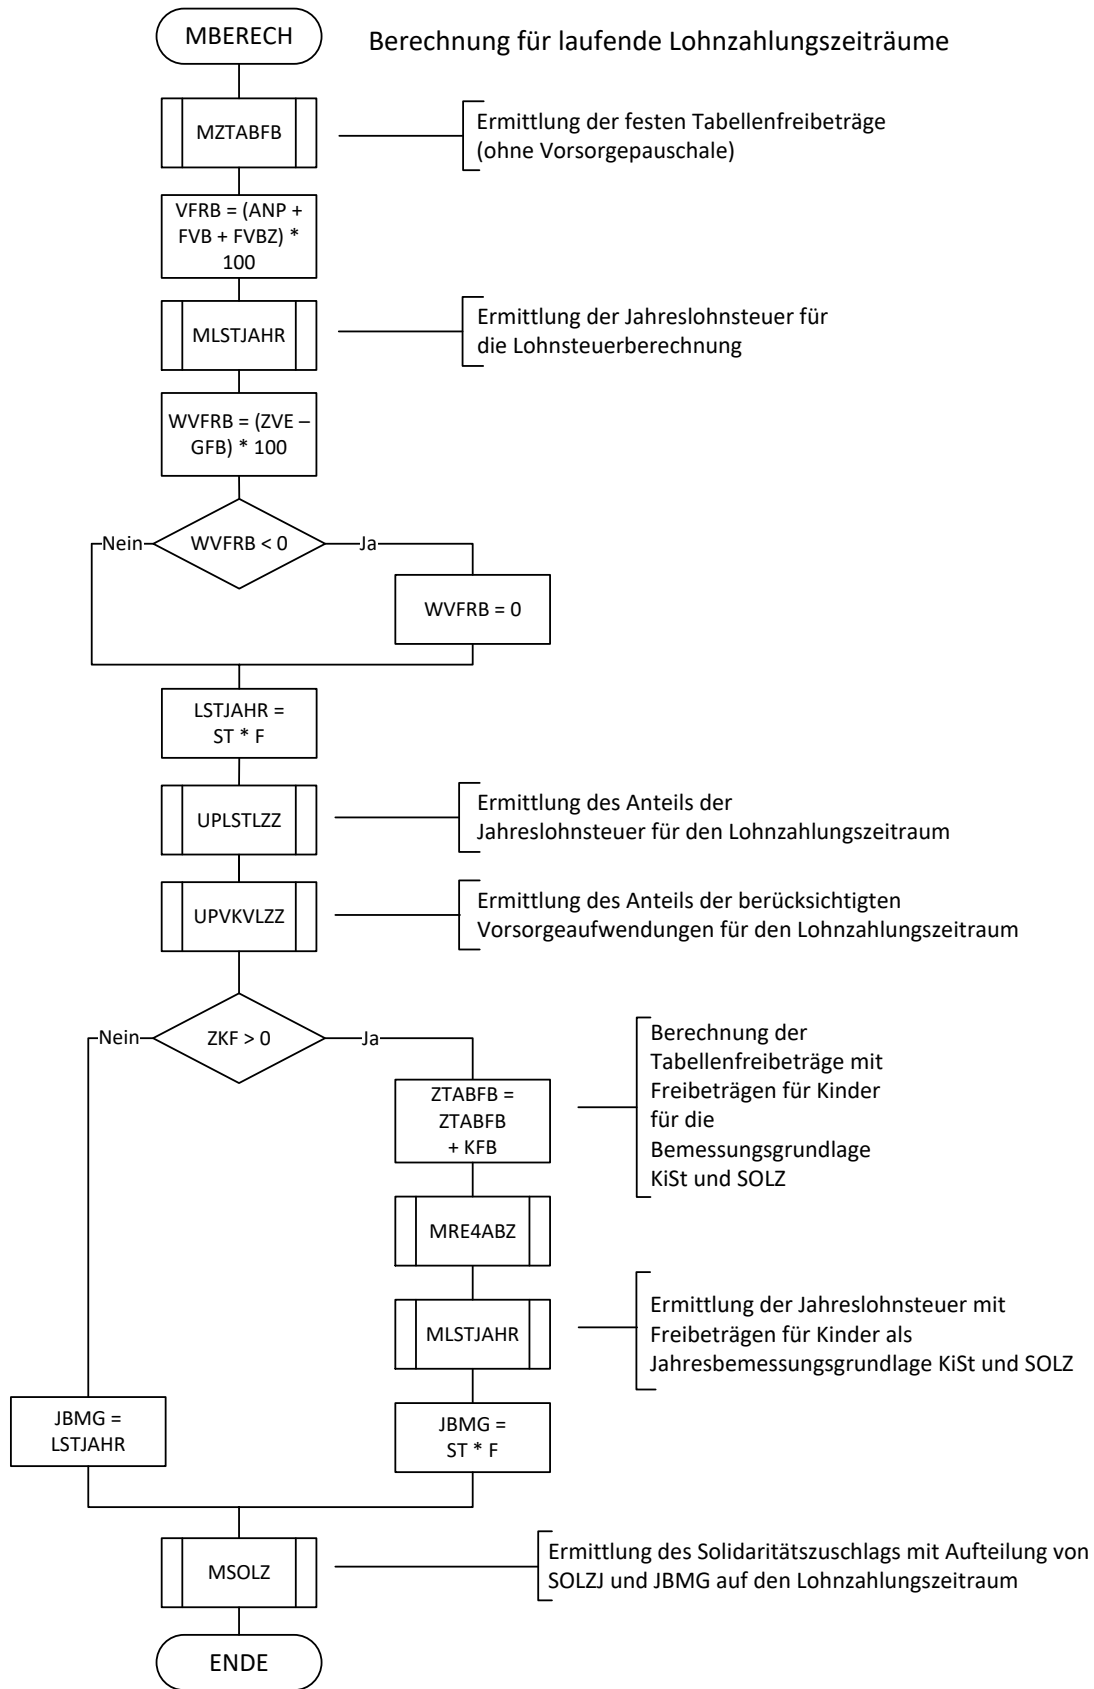 MBERECH
Berechnung für laufende Lohnzahlungszeiträume
MZTABFB
Ermittlung der festen Tabellenfreibeträge
(ohne Vorsorgepauschale)
VFRB = (ANP +
FVB + FVBZ) *
100
MLSTJAHR
Ermittlung der Jahreslohnsteuer für
die Lohnsteuerberechnung
WVFRB = (ZVE –
GFB) * 100
Nein
WVFRB < 0
Ja
WVFRB = 0
LSTJAHR =
ST * F
UPLSTLZZ
Ermittlung des Anteils der
Jahreslohnsteuer für den Lohnzahlungszeitraum
UPVKVLZZ
Ermittlung des Anteils der berücksichtigten
Vorsorgeaufwendungen für den Lohnzahlungszeitraum
Nein
ZKF > 0
Ja
ZTABFB =
ZTABFB
+ KFB
Berechnung der
Tabellenfreibeträge mit
Freibeträgen für Kinder
für die
Bemessungsgrundlage
KiSt und SOLZ
MRE4ABZ
MLSTJAHR
Ermittlung der Jahreslohnsteuer mit
Freibeträgen für Kinder als
Jahresbemessungsgrundlage KiSt und SOLZ
JBMG =
LSTJAHR
JBMG =
ST * F
MSOLZ
Ermittlung des Solidaritätszuschlags mit Aufteilung von
SOLZJ und JBMG auf den Lohnzahlungszeitraum
ENDE